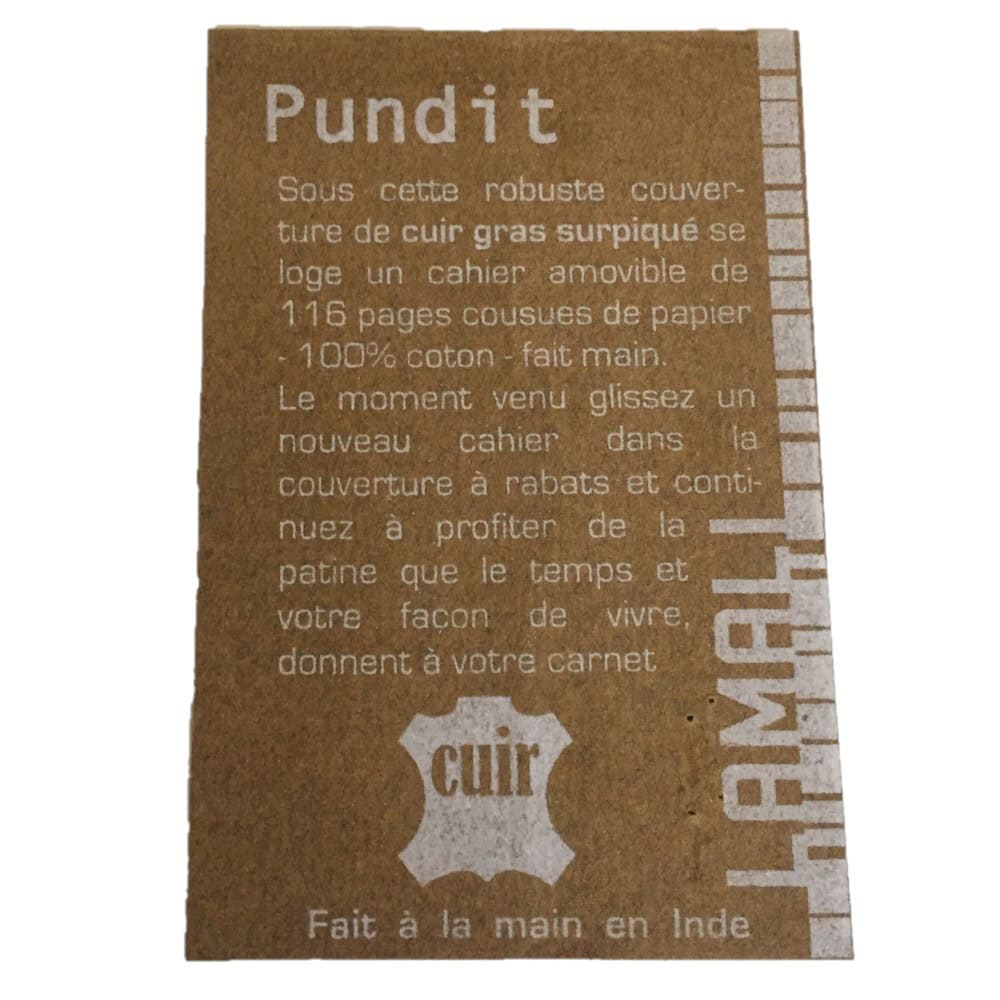 Pundit
Sous cette robuste couver-
ture de cuir gras surpiqué se
loge un cahier amovible de
116 pages cousues de papier
- 100% coton - fait main.
Le moment venu glissez un
nouveau cahier dans la
couverture à rabats et conti-
nuez à profiter de la
patine que le temps et
votre façon de vivre,
donnent à votre carnet
cuir
Fait à la main en Inde
LAMALI